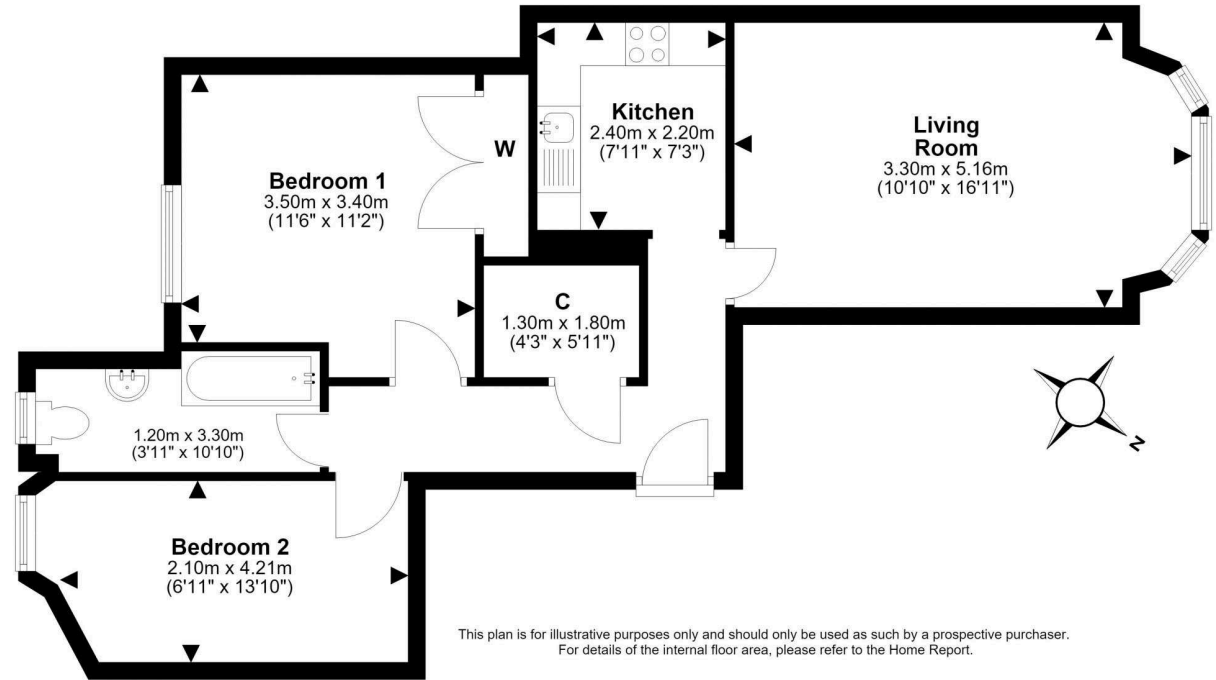 Kitchen
2.40m x 2.20m
(7'11" x 7'3")
Living
Room
3.30m x 5.16m
(10'10" x 16'11")
W
Bedroom 1
3.50m x 3.40m
(11'6" x 11'2")
C
1.30m x 1.80m
(4'3" x 5'11")
1.20m x 3.30m
(3'11" x 10'10")
N
Bedroom 2
2.10m x 4.21m
(6'11" x 13'10")
This plan is for illustrative purposes only and should only be used as such by a prospective purchaser.
For details of the internal floor area, please refer to the Home Report.